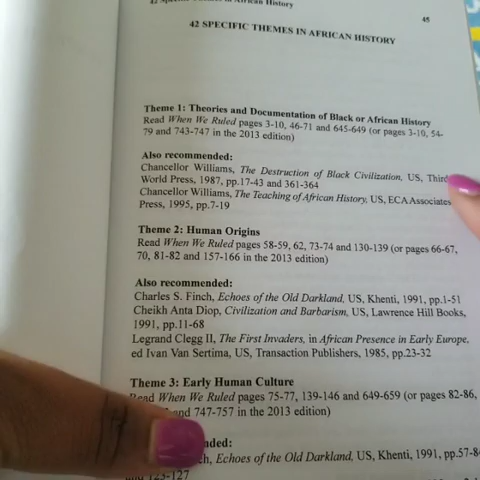 42 Specific Themes in African History
45
42 SPECIFIC THEMES IN AFRICAN HISTORY
Theme 1: Theories and Documentation of Black or African History
Read When We Ruled pages 3-10, 46-71 and 645-649 (or pages 3-10, 54-
79 and 743-747 in the 2013 edition)
Also recommended:
Chancellor Williams, The Destruction of Black Civilization, US, Third
World Press, 1987, pp.17-43 and 361-364
Chancellor Williams, The Teaching of African History, US, ECA Associates
Press, 1995, pp.7-19
Theme 2: Human Origins
Read When We Ruled pages 58-59, 62, 73-74 and 130-139 (or pages 66-67,
70, 81-82 and 157-166 in the 2013 edition)
Also recommended:
Charles S. Finch, Echoes of the Old Darkland, US, Khenti, 1991, pp.1-51
Cheikh Anta Diop, Civilization and Barbarism, US, Lawrence Hill Books,
1991, pp.11-68
Legrand Clegg II, The First Invaders, in African Presence in Early Europe,
ed Ivan Van Sertima, US, Transaction Publishers, 1985, pp.23-32
Theme 3: Early Human Culture
Read When We Ruled pages 75-77, 139-146 and 649-659 (or pages 82-86,
and 747-757 in the 2013 edition)
Echoes of the Old Darkland, US, Khenti, 1991, pp.57-8